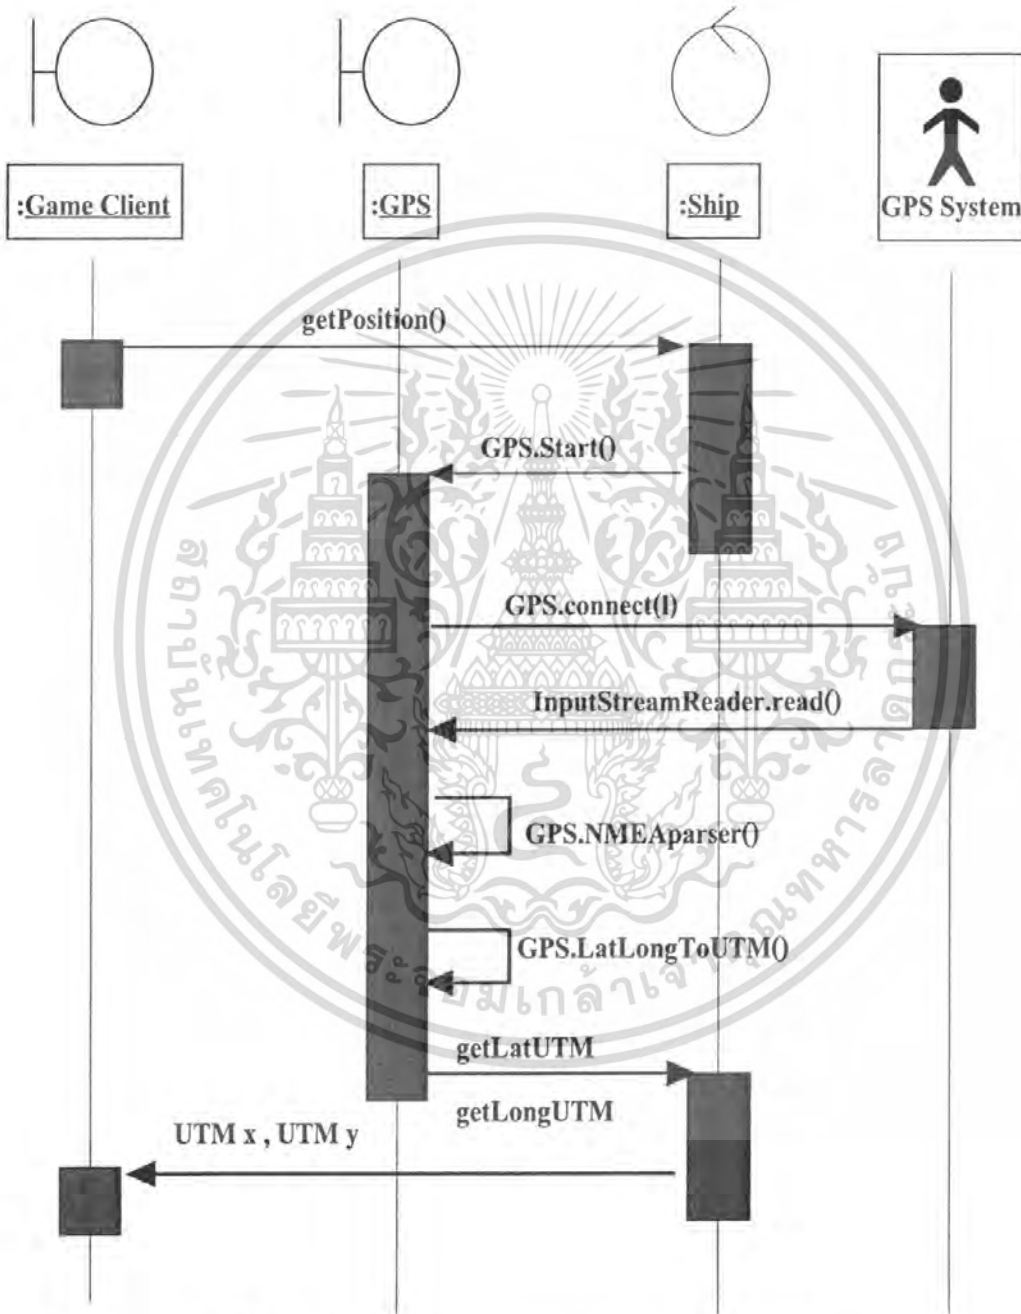 :Game Client
:GPS
:Ship
GPS System
getPosition()
GPS.Start()
GPS.connect(l)
InputStreamReader.read()
GPS.NMEAparser()
GPS.LatLongToUTM()
getLatUTM
getLongUTM
UTM x , UTM y